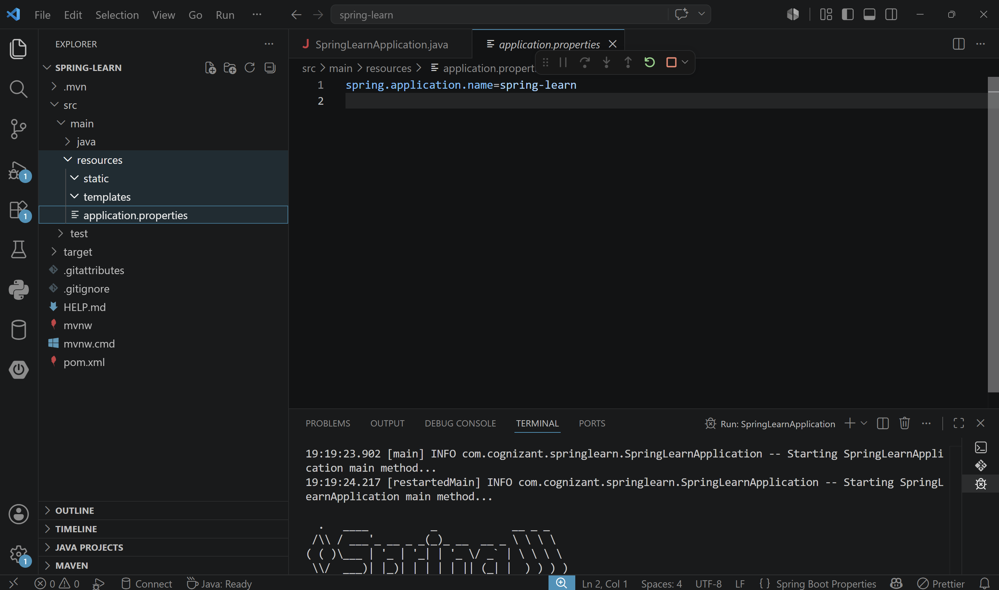 File Edit Selection View Go Run ... spring-learn
EXPLORER
SPRING-LEARN
.mvn
src
main
java
resources
static
templates
application.properties
test
target
.gitattributes
.gitignore
HELP.md
mvnw
mvnw.cmd
pom.xml
OUTLINE
TIMELINE
JAVA PROJECTS
MAVEN
1
1
1
SpringLearnApplication.java application.properties
src > main > resources > application.propert
1 spring.application.name=spring-learn
2
PROBLEMS OUTPUT DEBUG CONSOLE TERMINAL PORTS Run: SpringLearnApplication
19:19:23.902 [main] INFO com.cognizant.springlearn.SpringLearnApplication -- Starting SpringLearnAppli
cation main method...
19:19:24.217 [restartedMain] INFO com.cognizant.springlearn.SpringLearnApplication -- Starting SpringL
earnApplication main method...
  .   ____          _            __ _ _
 /\\ / ___'_ __ _ _(_)_ __  __ _ \ \ \ \
( ( )\___ | '_ | '_| | '_ \/ _` | \ \ \ \
 \\/  ___)| |_)| | | | | || (_| |  ) ) ) )
0 0 Connect Java: Ready Ln 2, Col 1 Spaces: 4 UTF-8 LF { } Spring Boot Properties Prettier